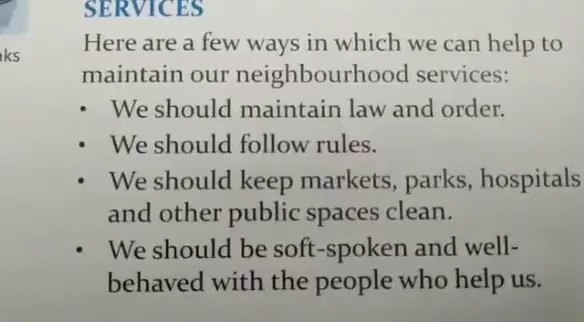 SERVICES
Here are a few ways in which we can help to
maintain our neighbourhood services:
• We should maintain law and order.
• We should follow rules.
• We should keep markets, parks, hospitals
and other public spaces clean.
• We should be soft-spoken and well-
behaved with the people who help us.